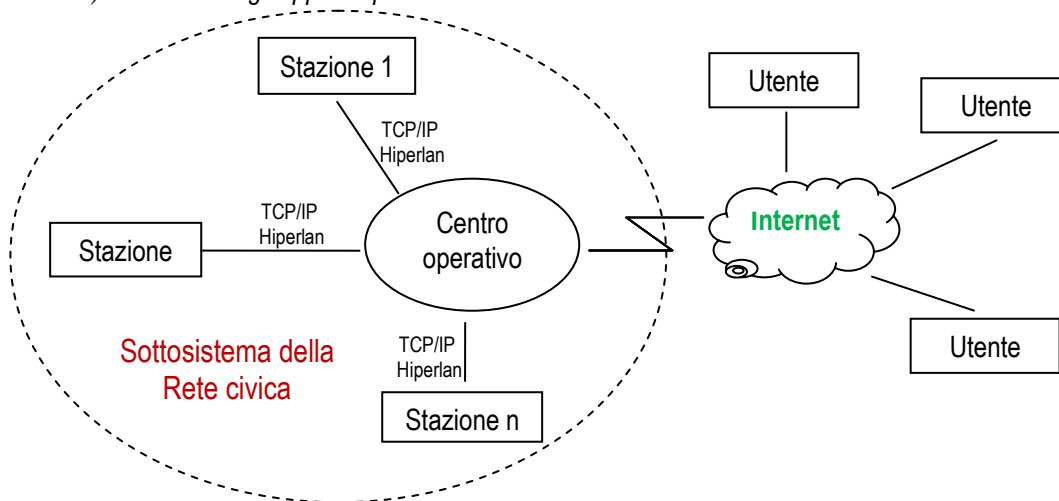 Stazione 1
Utente
Utente
TCP/IP
Hiperlan
TCP/IP
Hiperlan
Centro
operativo
Internet
Stazione
TCP/IP
Hiperlan
Utente
Sottosistema della
Rete civica
Stazione n